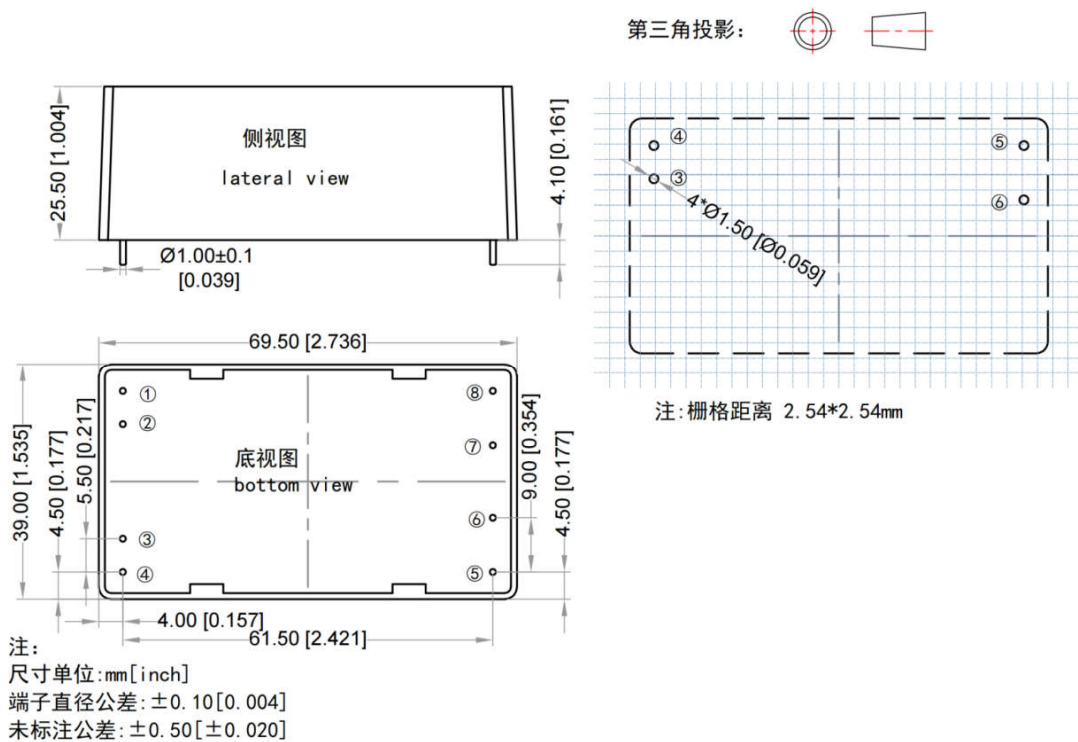 第三角投影：
25.50 [1.004]
侧视图
lateral view
4.10 [0.161]
Ø1.00±0.1
[0.039]
④
③
⑤
⑥
4*Ø1.50 [Ø0.059]
注:栅格距离 2.54*2.54mm
69.50 [2.736]
39.00 [1.535]
4.50 [0.177]
5.50 [0.217]
①
②
③
④
底视图
bottom view
⑧
⑦
⑥
⑤
9.00 [0.354]
4.50 [0.177]
4.00 [0.157]
61.50 [2.421]
注:
尺寸单位:mm[inch]
端子直径公差:±0.10[0.004]
未标注公差:±0.50[±0.020]